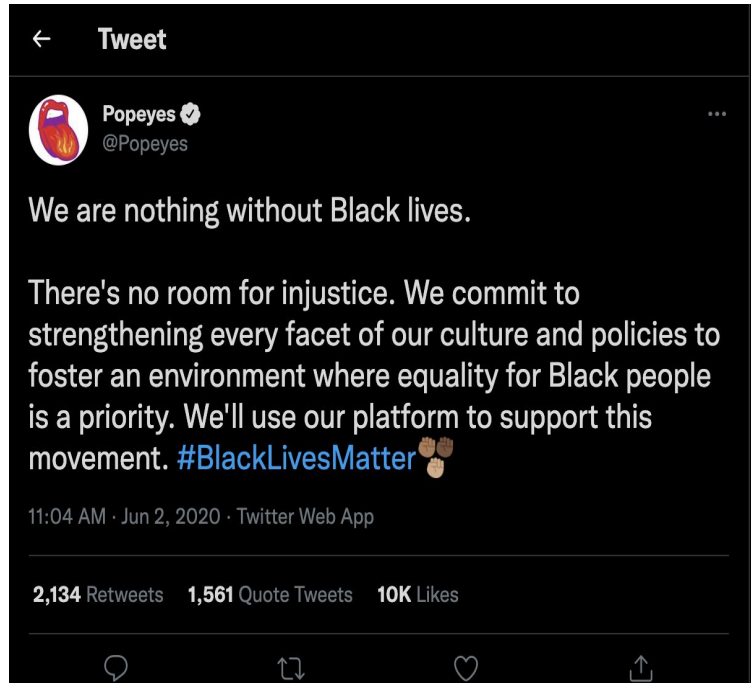 Tweet
Popeyes
@Popeyes
We are nothing without Black lives.
There's no room for injustice. We commit to
strengthening every facet of our culture and policies to
foster an environment where equality for Black people
is a priority. We'll use our platform to support this
movement. #BlackLivesMatter
11:04 AM · Jun 2, 2020 · Twitter Web App
2,134 Retweets 1,561 Quote Tweets 10K Likes